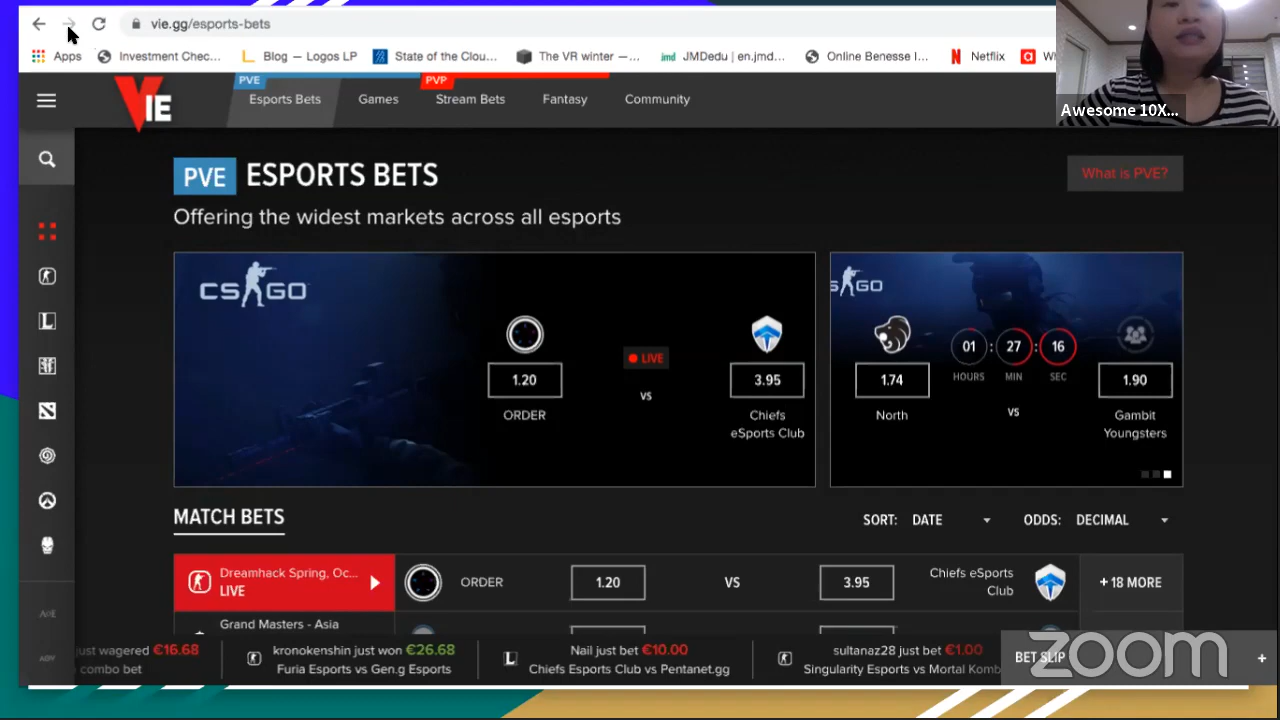 vie.gg/esports-bets
Apps
Investment Chec...
Blog — Logos LP
State of the Clou...
The VR winter —...
JMDedu | en.jmd...
Online Benesse I...
Netflix
Awesome 10X...
VIE
PVE
Esports Bets
Games
PVP
Stream Bets
Fantasy
Community
PVE ESPORTS BETS
What is PVE?
Offering the widest markets across all esports
CS GO
LIVE
1.20
VS
3.95
ORDER
Chiefs
eSports Club
GO
01 : 27 : 16
HOURS MIN SEC
1.74
1.90
VS
North
Gambit
Youngsters
MATCH BETS
SORT: DATE
ODDS: DECIMAL
Dreamhack Spring, Oc...
LIVE
ORDER
1.20
VS
3.95
Chiefs eSports
Club
+ 18 MORE
Grand Masters - Asia
just wagered €16.68
combo bet
kronokenshin just won €26.68
Furia Esports vs Gen.g Esports
Nail just bet €10.00
Chiefs Esports Club vs Pentanet.gg
sultanaz28 just bet €1.00
Singularity Esports vs Mortal Komb
BET SLIP
+
zoom